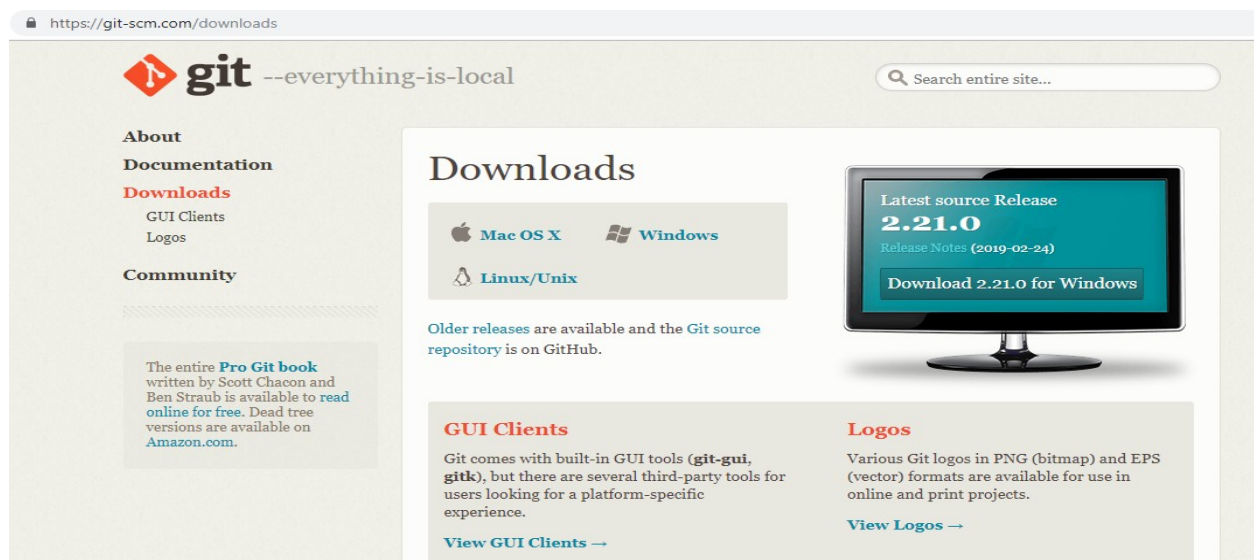 https://git-scm.com/downloads
git --everything-is-local
Search entire site...
About
Documentation
Downloads
GUI Clients
Logos
Community
The entire Pro Git book
written by Scott Chacon and
Ben Straub is available to read
online for free. Dead tree
versions are available on
Amazon.com.
Downloads
Mac OS X
Windows
Linux/Unix
Older releases are available and the Git source
repository is on GitHub.
Latest source Release
2.21.0
Release Notes (2019-02-24)
Download 2.21.0 for Windows
GUI Clients
Git comes with built-in GUI tools (git-gui,
gitk), but there are several third-party tools for
users looking for a platform-specific
experience.
View GUI Clients →
Logos
Various Git logos in PNG (bitmap) and EPS
(vector) formats are available for use in
online and print projects.
View Logos →